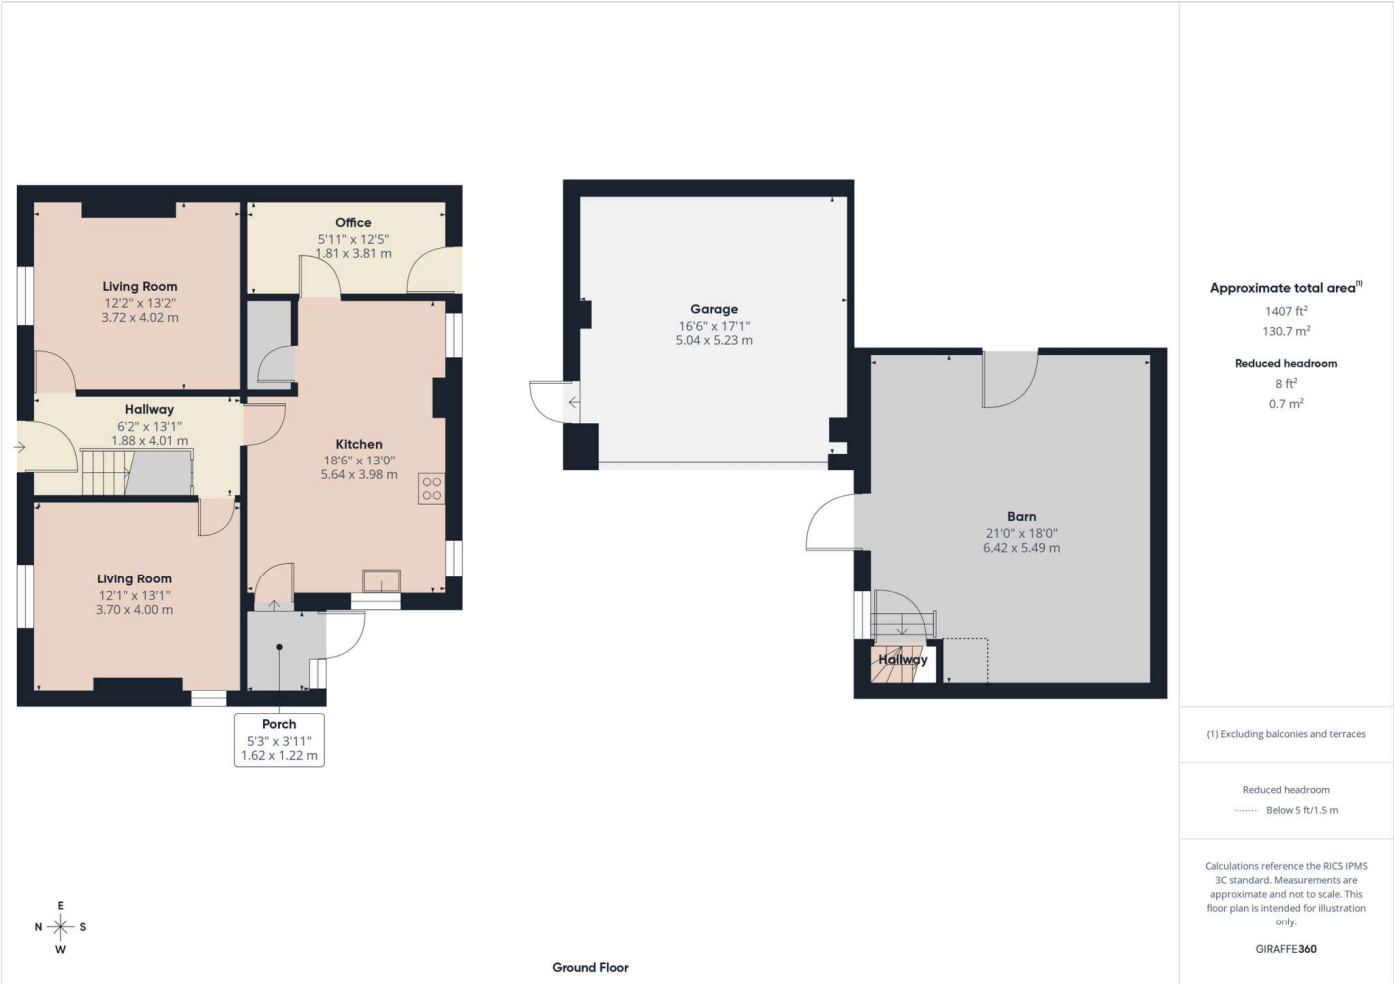 Office
5'11" x 12'5"
1.81 x 3.81 m
Living Room
12'2" x 13'2"
3.72 x 4.02 m
Hallway
6'2" x 13'1"
1.88 x 4.01 m
Kitchen
18'6" x 13'0"
5.64 x 3.98 m
Living Room
12'1" x 13'1"
3.70 x 4.00 m
Porch
5'3" x 3'11"
1.62 x 1.22 m
Garage
16'6" x 17'1"
5.04 x 5.23 m
Barn
21'0" x 18'0"
6.42 x 5.49 m
Hallway
E
N S
W
Ground Floor
Approximate total area(1)
1407 ft²
130.7 m²
Reduced headroom
8 ft²
0.7 m²
(1) Excluding balconies and terraces
Reduced headroom
Below 5 ft/1.5 m
Calculations reference the RICS IPMS
3C standard. Measurements are
approximate and not to scale. This
floor plan is intended for illustration
only.
GIRAFFE360